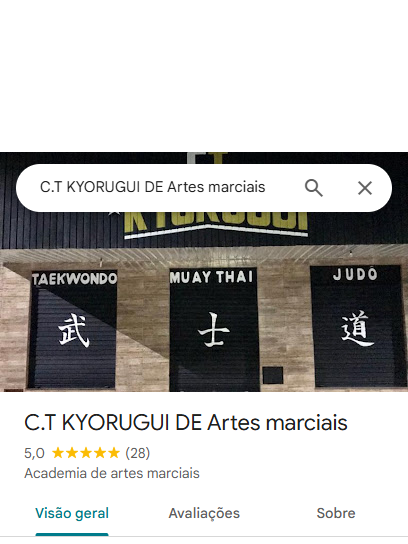 C.T KYORUGUI DE Artes marciais
CT
KYORUGUI
TAEKWONDO
MUAY THAI
JUDÔ
武
士
道
C.T KYORUGUI DE Artes marciais
5,0 ★★★★★ (28)
Academia de artes marciais
Visão geral
Avaliações
Sobre